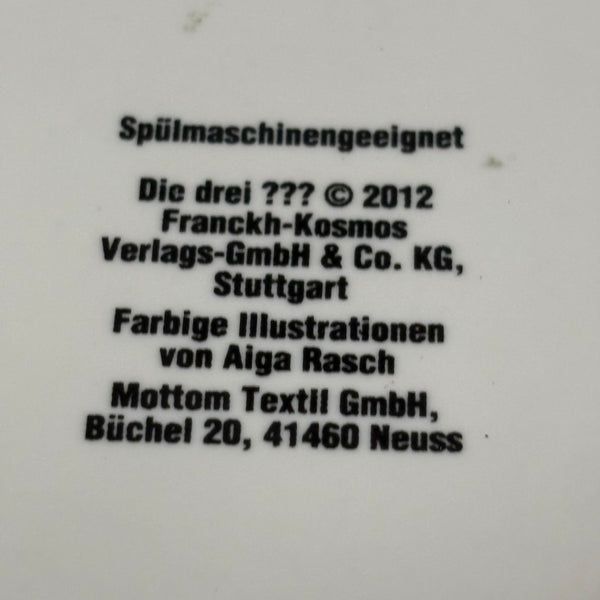 Spülmaschinengeeignet
Die drei ??? © 2012
Franckh-Kosmos
Verlags-GmbH & Co. KG,
Stuttgart
Farbige Illustrationen
von Aiga Rasch
Mottom Textil GmbH,
Büchel 20, 41460 Neuss